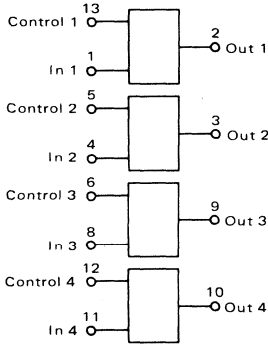 13
Control 1
2
Out 1
1
In 1
5
Control 2
3
Out 2
4
In 2
6
Control 3
9
Out 3
8
In 3
12
Control 4
10
Out 4
11
In 4